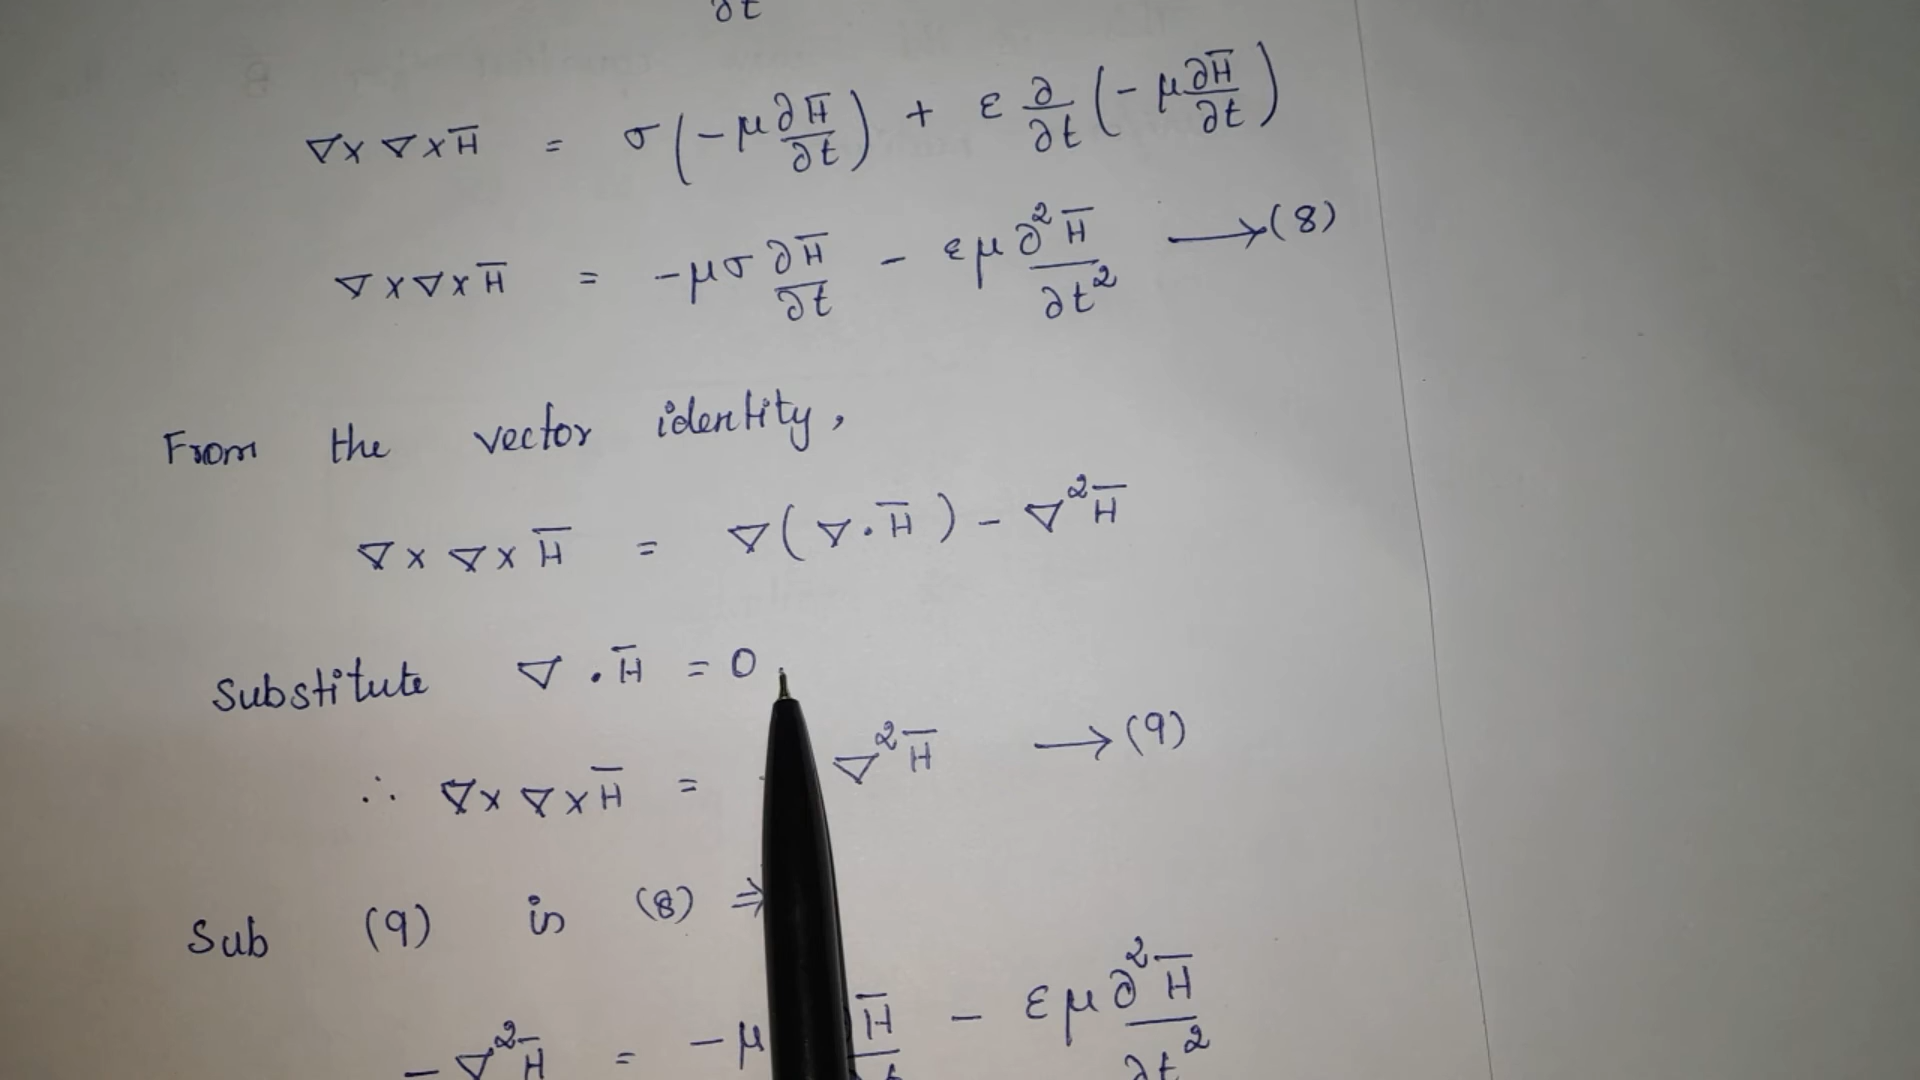 ∂t
∇×∇×H̅ = σ(-μ ∂H̅/∂t) + ε ∂/∂t (-μ ∂H̅/∂t)
∇×∇×H̅ = -μσ ∂H̅/∂t - εμ ∂²H̅/∂t² ⟶(8)
From the vector identity,
∇×∇×H̅ = ∇(∇.H̅) - ∇²H̅
Substitute ∇.H̅ = 0
∴ ∇×∇×H̅ = ∇²H̅ ⟶(9)
Sub (9) in (8) ⇒
-∇²H̅ = -μ H̅ - εμ ∂²H̅/∂t²